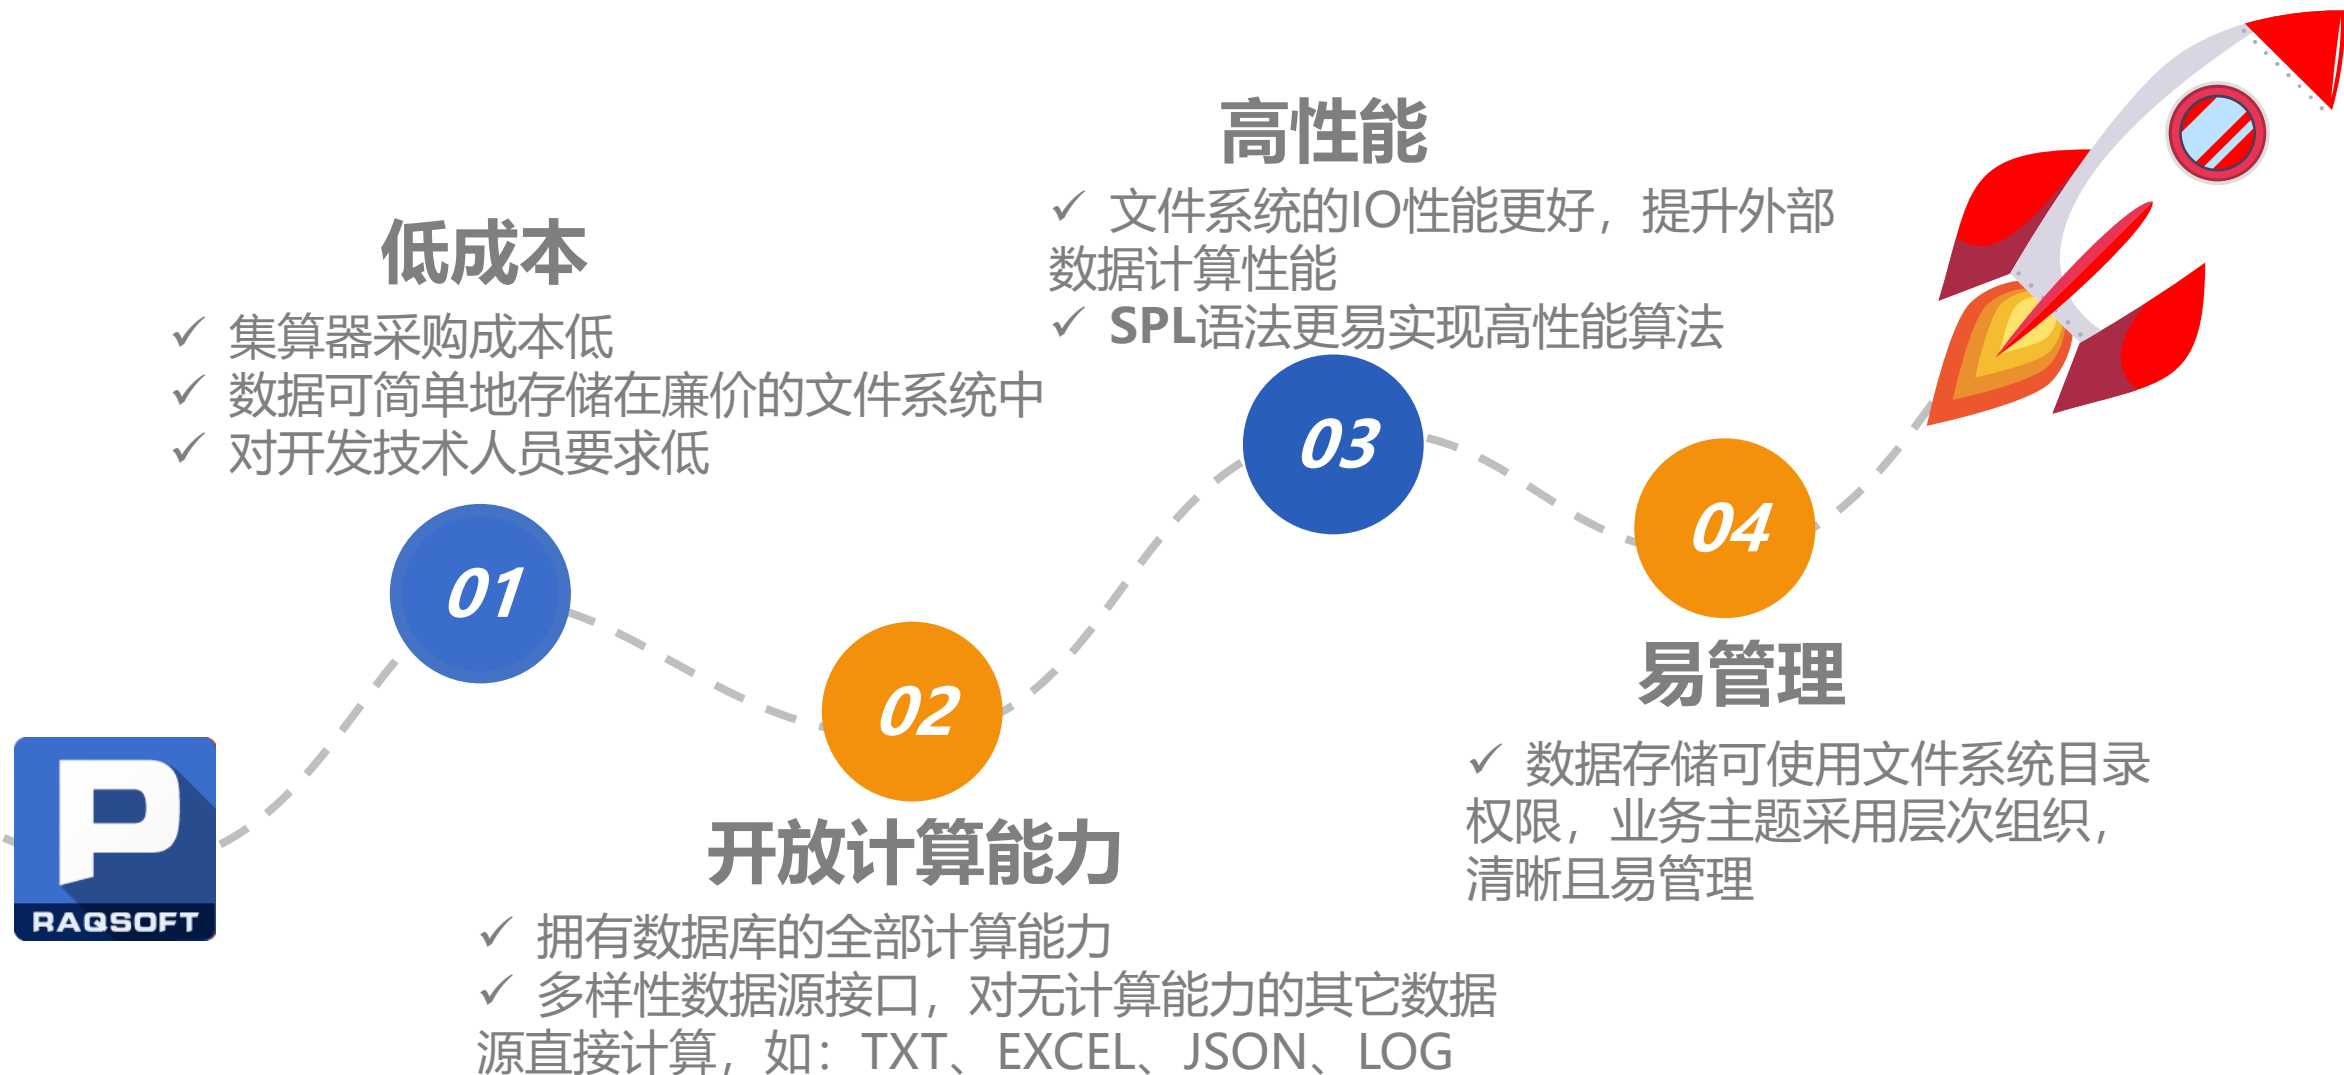 低成本
✓ 集算器采购成本低
✓ 数据可简单地存储在廉价的文件系统中
✓ 对开发技术人员要求低
01
02
开放计算能力
✓ 拥有数据库的全部计算能力
✓ 多样性数据源接口，对无计算能力的其它数据
源直接计算，如：TXT、EXCEL、JSON、LOG
高性能
✓ 文件系统的IO性能更好，提升外部
数据计算性能
✓ SPL语法更易实现高性能算法
03
04
易管理
✓ 数据存储可使用文件系统目录
权限，业务主题采用层次组织，
清晰且易管理
P
RAQSOFT